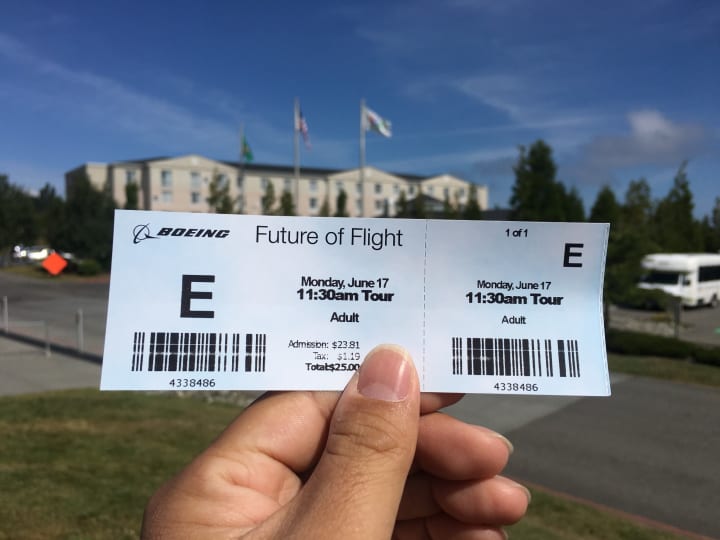 BOEING Future of Flight
E
Monday, June 17
11:30am Tour
Adult
Admission: $23.81
Tax: $1.19
Total:$25.00
4338486
1 of 1
E
Monday, June 17
11:30am Tour
Adult
4338486